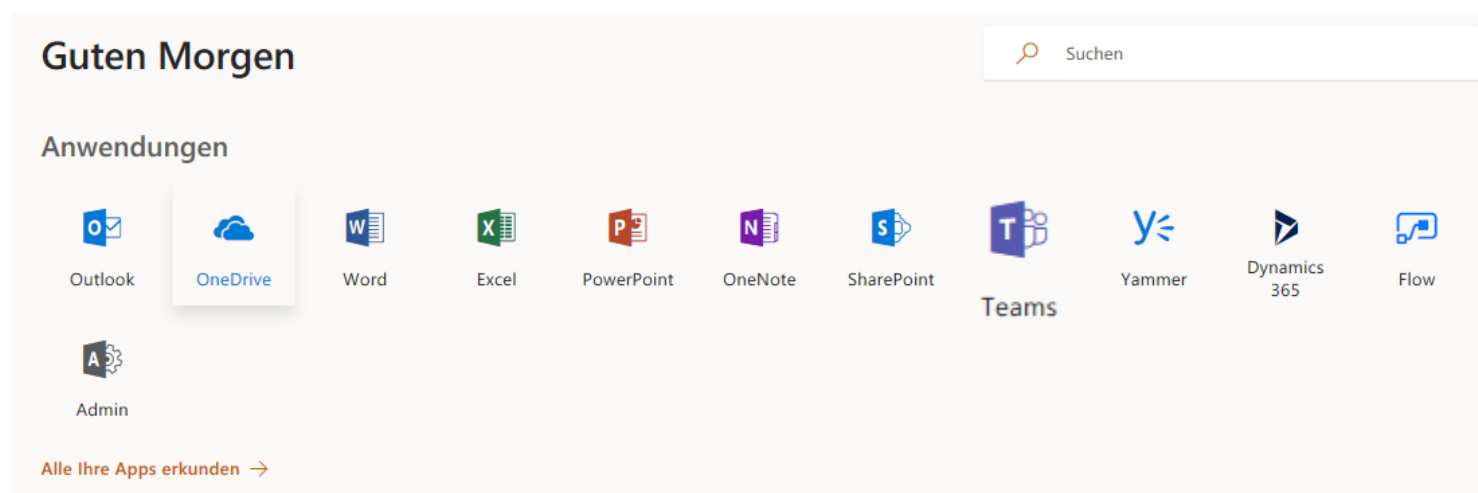 Guten Morgen
Suchen
Anwendungen
Outlook
OneDrive
Word
Excel
PowerPoint
OneNote
SharePoint
Teams
Yammer
Dynamics
365
Flow
Admin
Alle Ihre Apps erkunden →